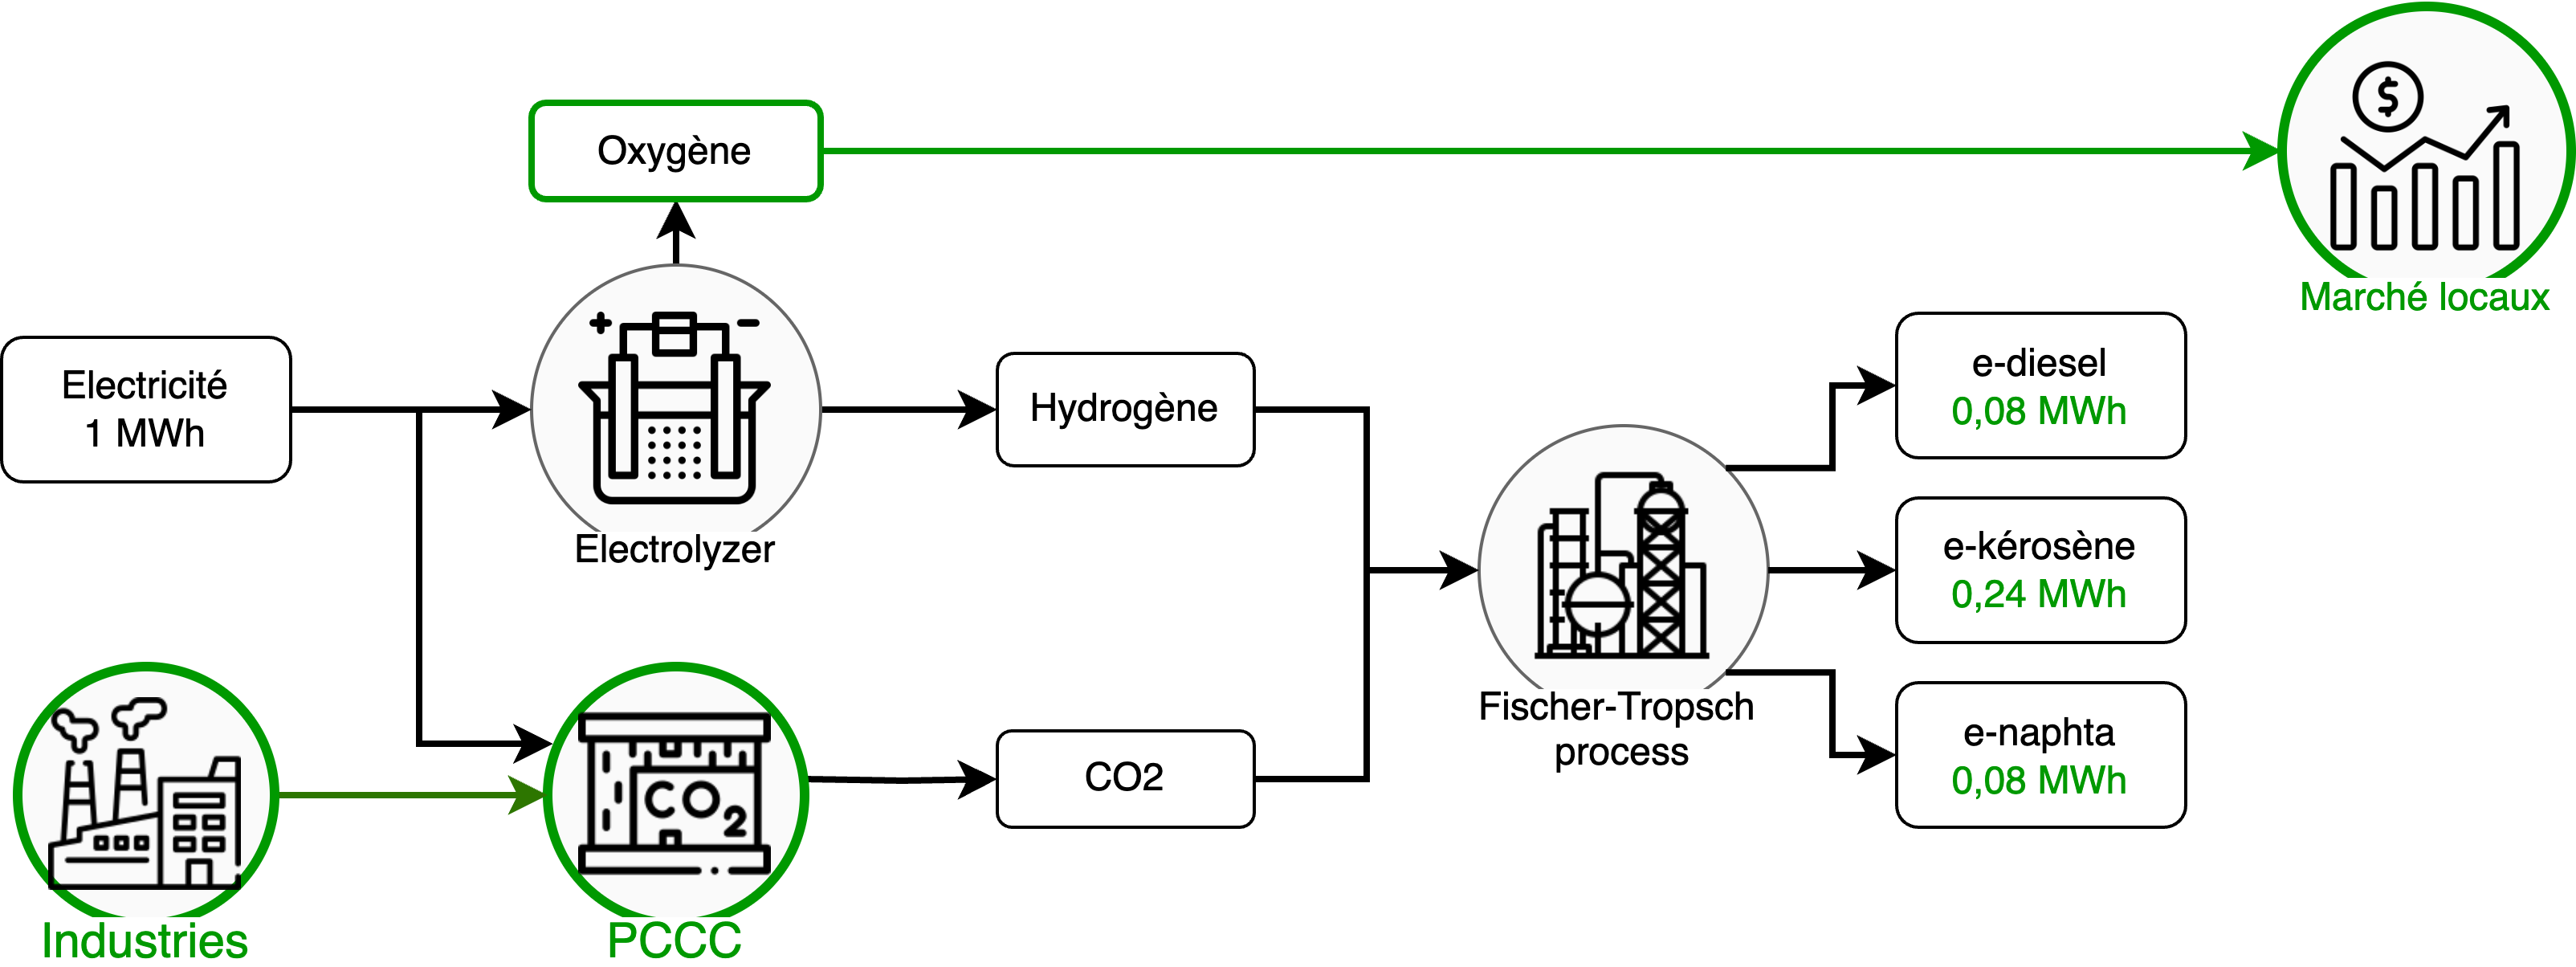 $
Oxygène
Marché locaux
Electricité
1 MWh
+ −
Electrolyzer
Hydrogène
e-diesel
0,08 MWh
e-kérosène
0,24 MWh
Fischer-Tropsch
process
e-naphta
0,08 MWh
CO2
CO2
Industries
PCCC